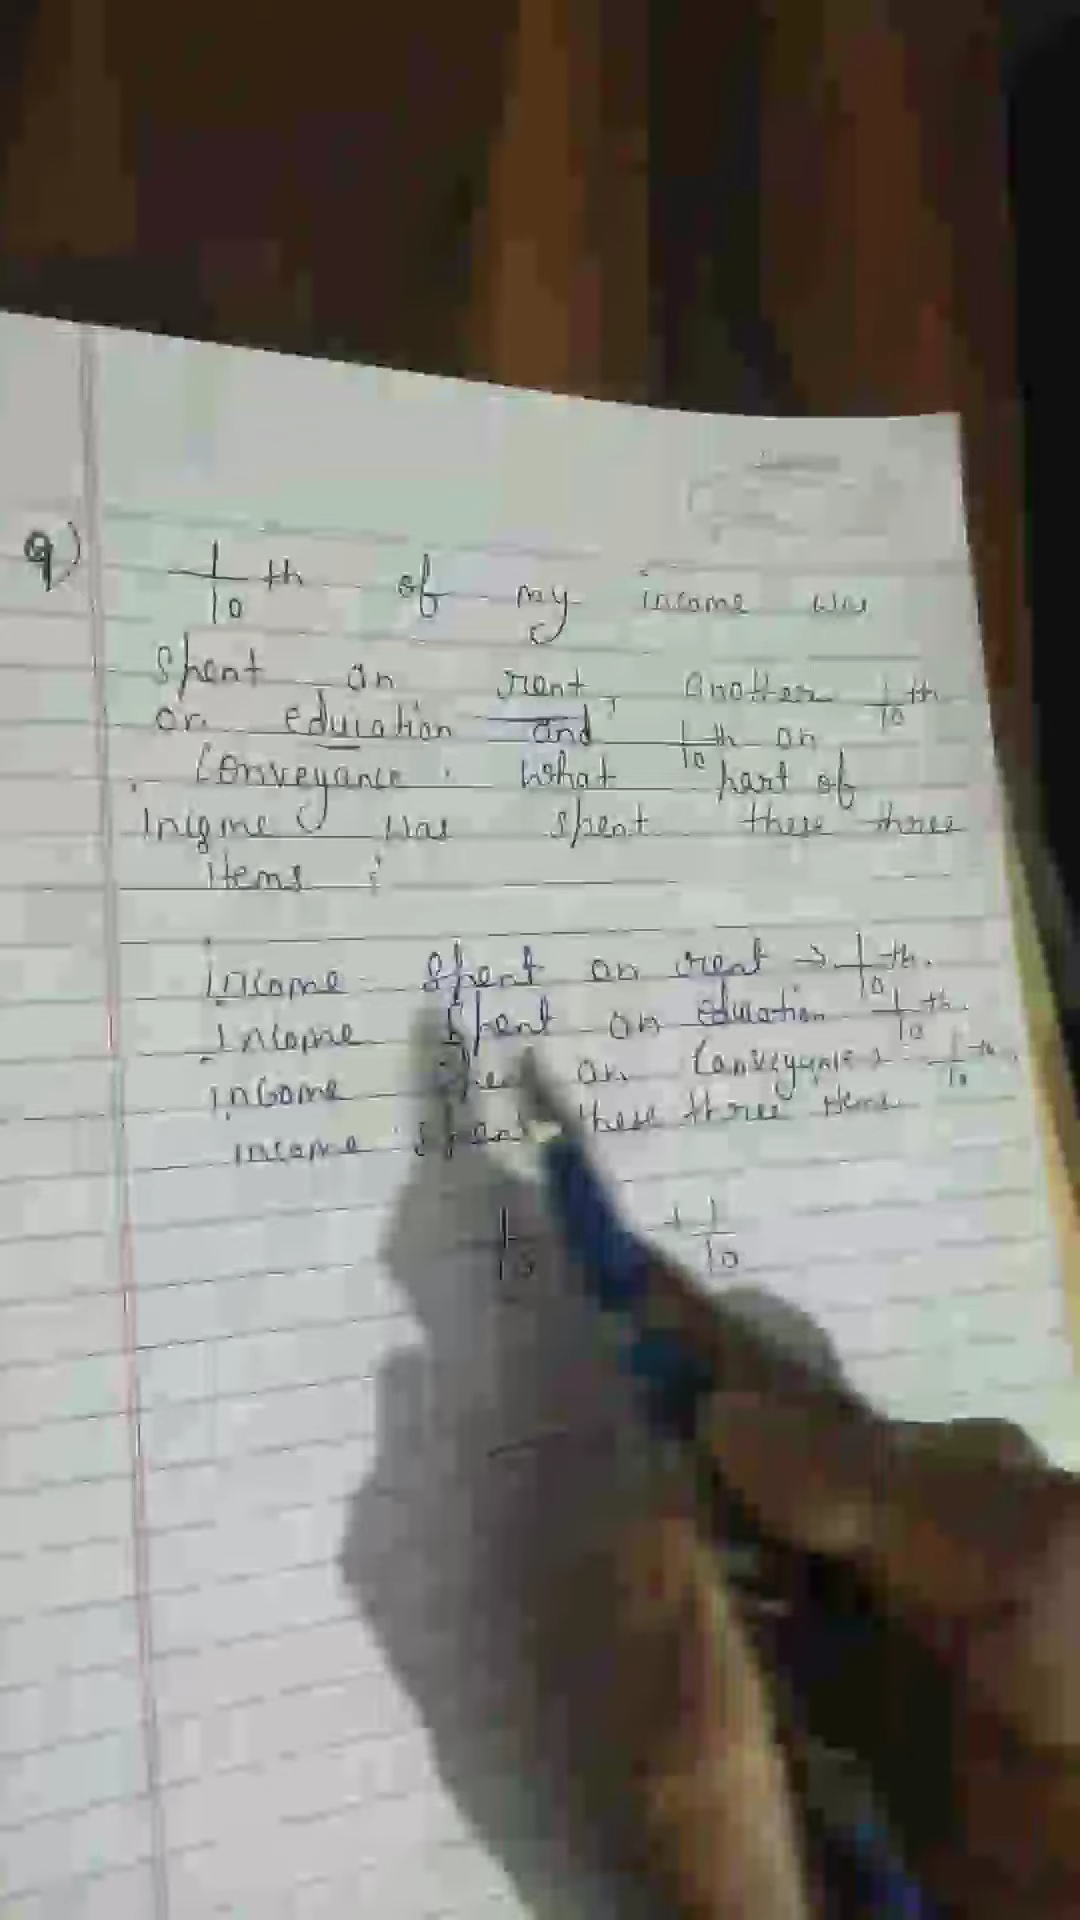 Q) 1/10 th of my income was
spent on rent, another 1/10 th
on education and 1/10 th on
Conveyance. What part of
Income was spent these three
items ?
Income spent on rent → 1/10 th.
Income spent on education 1/10 th.
income on Conveyance 1/10 th.
income spent these three items
1/10 + 1/10